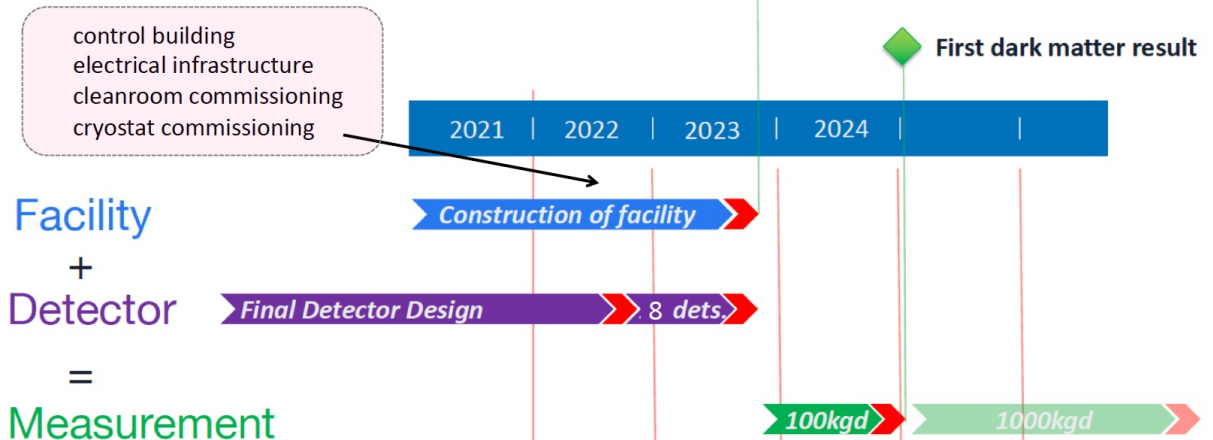 control building
electrical infrastructure
cleanroom commissioning
cryostat commissioning
First dark matter result
2021 | 2022 | 2023 | 2024 | |
Facility
Construction of facility
+
Detector
Final Detector Design
8 dets.
=
Measurement
100kgd
1000kgd